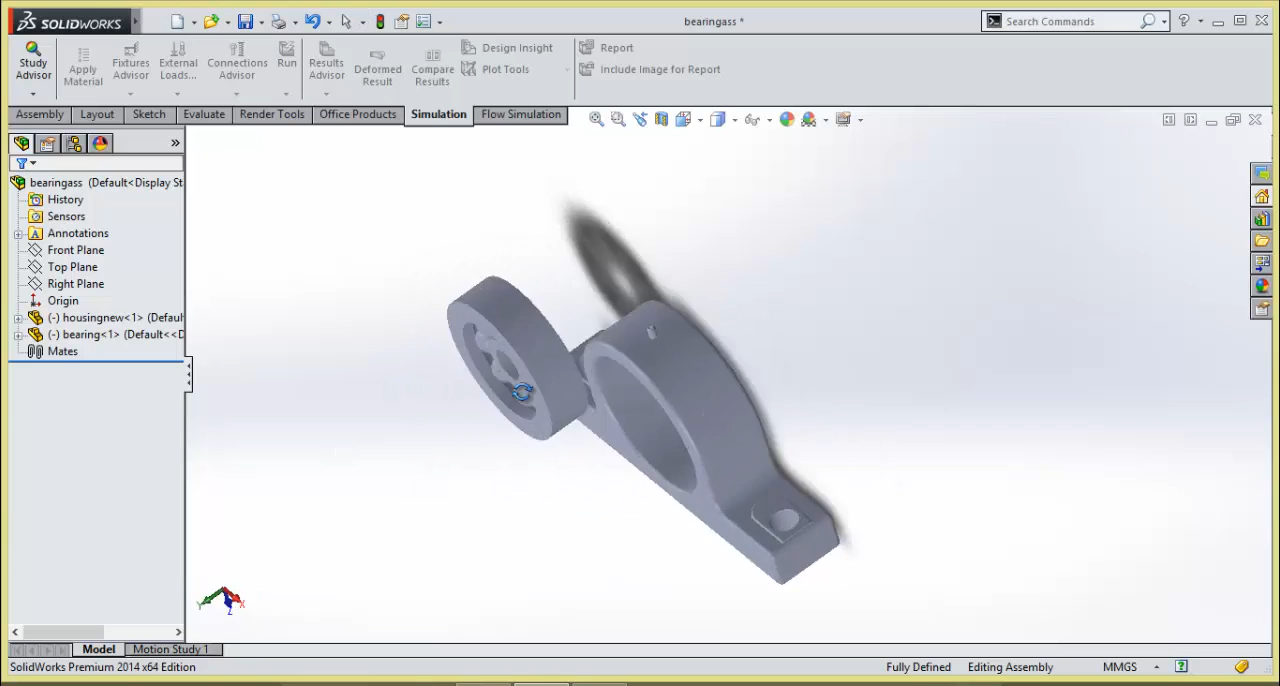 SOLIDWORKS
bearingass *
Search Commands
Study Advisor
Apply Material
Fixtures Advisor
External Loads...
Connections Advisor
Run
Results Advisor
Deformed Result
Compare Results
Design Insight
Plot Tools
Report
Include Image for Report
Assembly
Layout
Sketch
Evaluate
Render Tools
Office Products
Simulation
Flow Simulation
bearingass (Default<Display St
History
Sensors
Annotations
Front Plane
Top Plane
Right Plane
Origin
(-) housingnew<1> (Defaul
(-) bearing<1> (Default<<D
Mates
Y
X
Z
Model
Motion Study 1
SolidWorks Premium 2014 x64 Edition
Fully Defined
Editing Assembly
MMGS